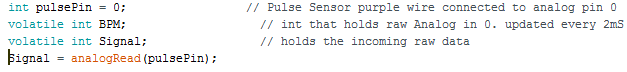 int pulsePin = 0;                 // Pulse Sensor purple wire connected to analog pin 0
volatile int BPM;                   // int that holds raw Analog in 0. updated every 2mS
volatile int Signal;                // holds the incoming raw data
Signal = analogRead(pulsePin);